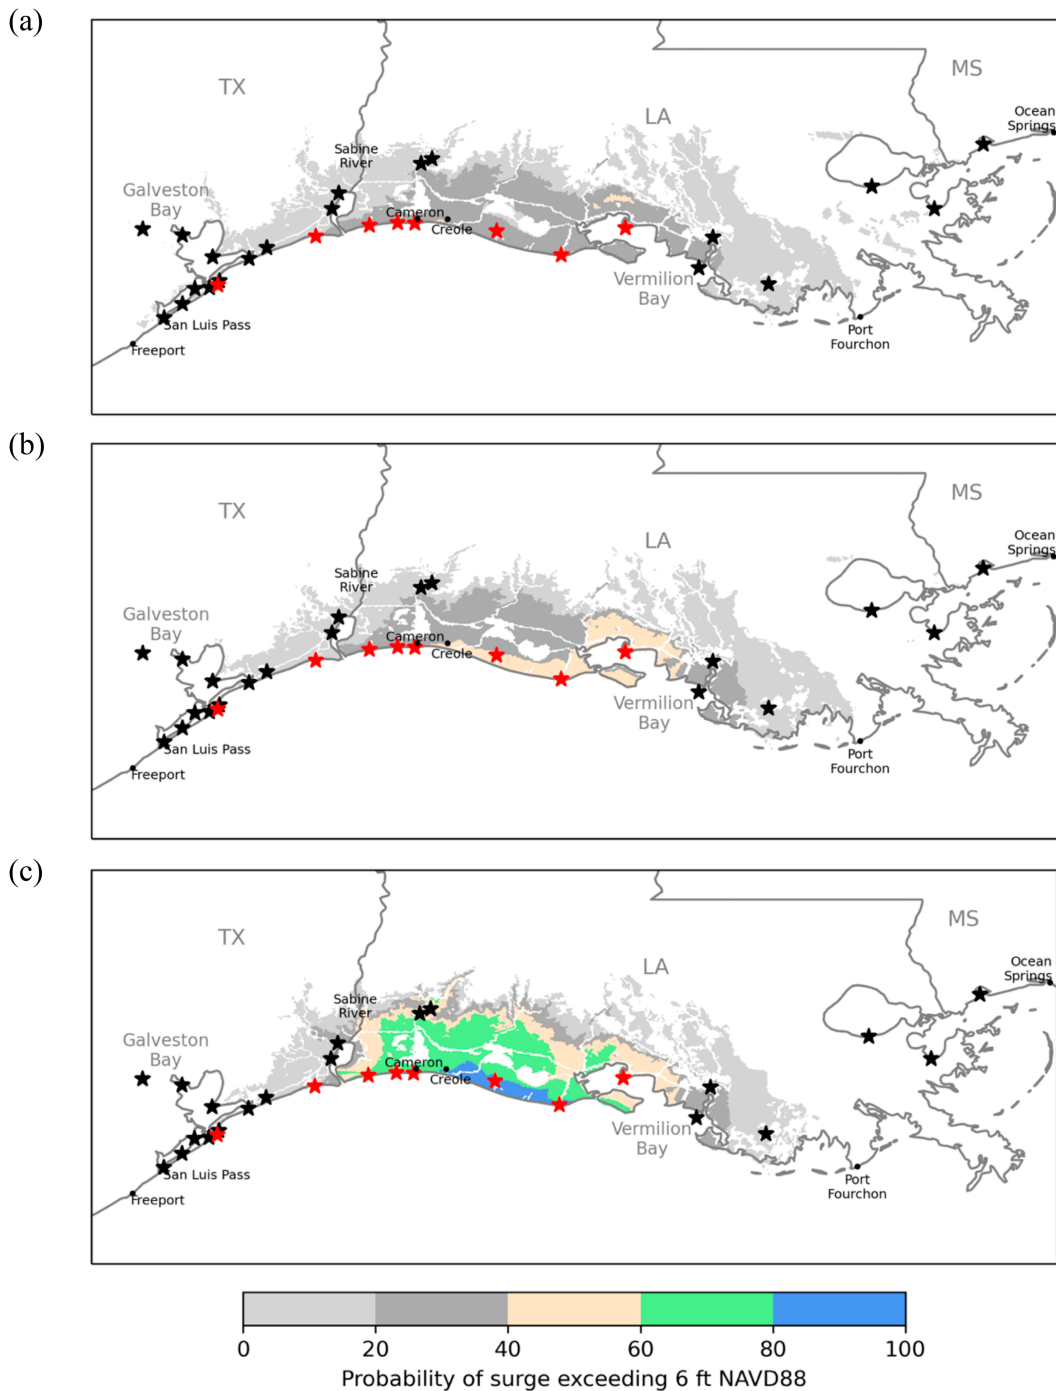 (a)
TX
LA
MS
Ocean
Springs
Sabine
River
Galveston
Bay
Cameron
Creole
Vermilion
Bay
San Luis Pass
Freeport
Port
Fourchon
(b)
TX
LA
MS
Ocean
Springs
Sabine
River
Galveston
Bay
Cameron
Creole
Vermilion
Bay
San Luis Pass
Freeport
Port
Fourchon
(c)
TX
LA
MS
Ocean
Springs
Sabine
River
Galveston
Bay
Cameron
Creole
Vermilion
Bay
San Luis Pass
Freeport
Port
Fourchon
0 20 40 60 80 100
Probability of surge exceeding 6 ft NAVD88